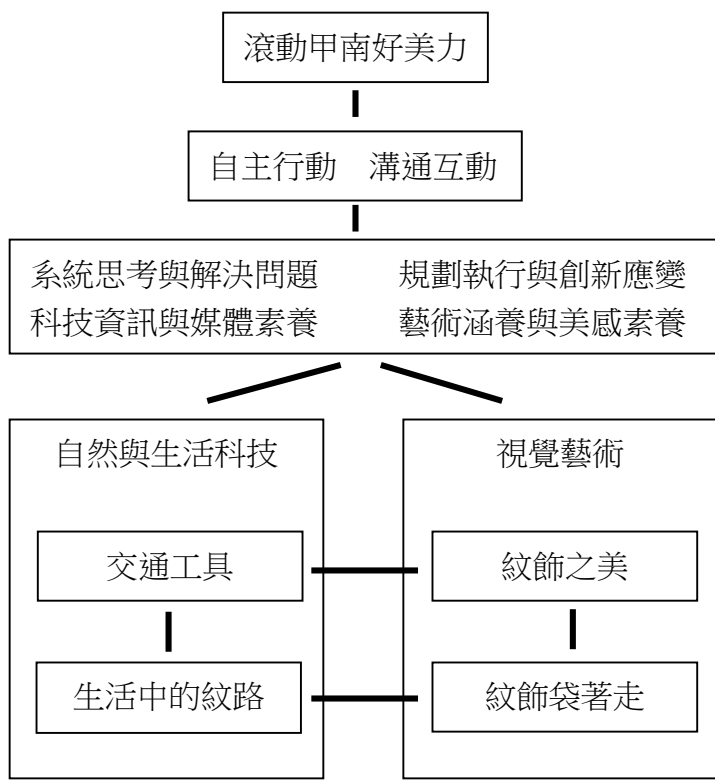 滾動甲南好美力
自主行動　溝通互動
系統思考與解決問題　規劃執行與創新應變
科技資訊與媒體素養　藝術涵養與美感素養
自然與生活科技
交通工具
生活中的紋路
視覺藝術
紋飾之美
紋飾袋著走